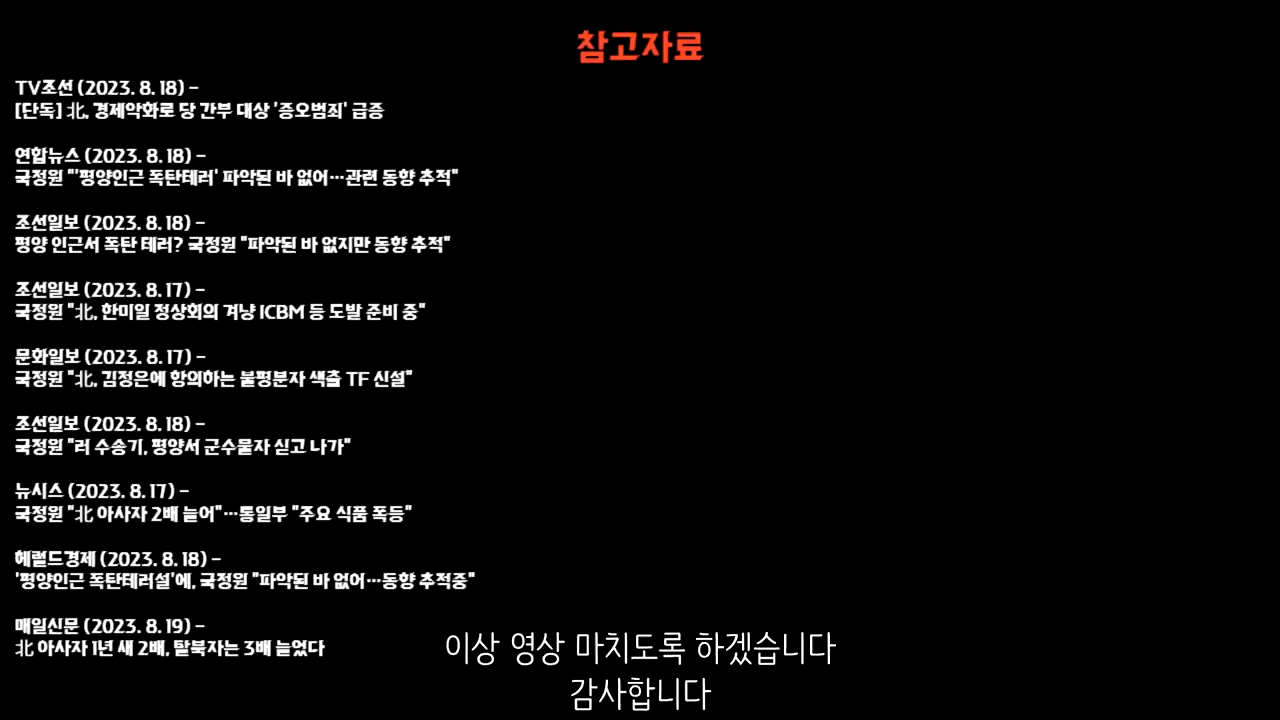 참고자료
TV조선 (2023. 8. 18) -
[단독] 北, 경제악화로 당 간부 대상 '증오범죄' 급증
연합뉴스 (2023. 8. 18) -
국정원 "'평양인근 폭탄테러' 파악된 바 없어…관련 동향 추적"
조선일보 (2023. 8. 18) -
평양 인근서 폭탄 테러? 국정원 "파악된 바 없지만 동향 추적"
조선일보 (2023. 8. 17) -
국정원 "北, 한미일 정상회의 겨냥 ICBM 등 도발 준비 중"
문화일보 (2023. 8. 17) -
국정원 "北, 김정은에 항의하는 불평분자 색출 TF 신설"
조선일보 (2023. 8. 18) -
국정원 "러 수송기, 평양서 군수물자 싣고 나가"
뉴시스 (2023. 8. 17) -
국정원 "北 아사자 2배 늘어"…통일부 "주요 식품 폭등"
헤럴드경제 (2023. 8. 18) -
'평양인근 폭탄테러설'에, 국정원 "파악된 바 없어…동향 추적중"
매일신문 (2023. 8. 19) -
北 아사자 1년 새 2배, 탈북자는 3배 늘었다
이상 영상 마치도록 하겠습니다
감사합니다